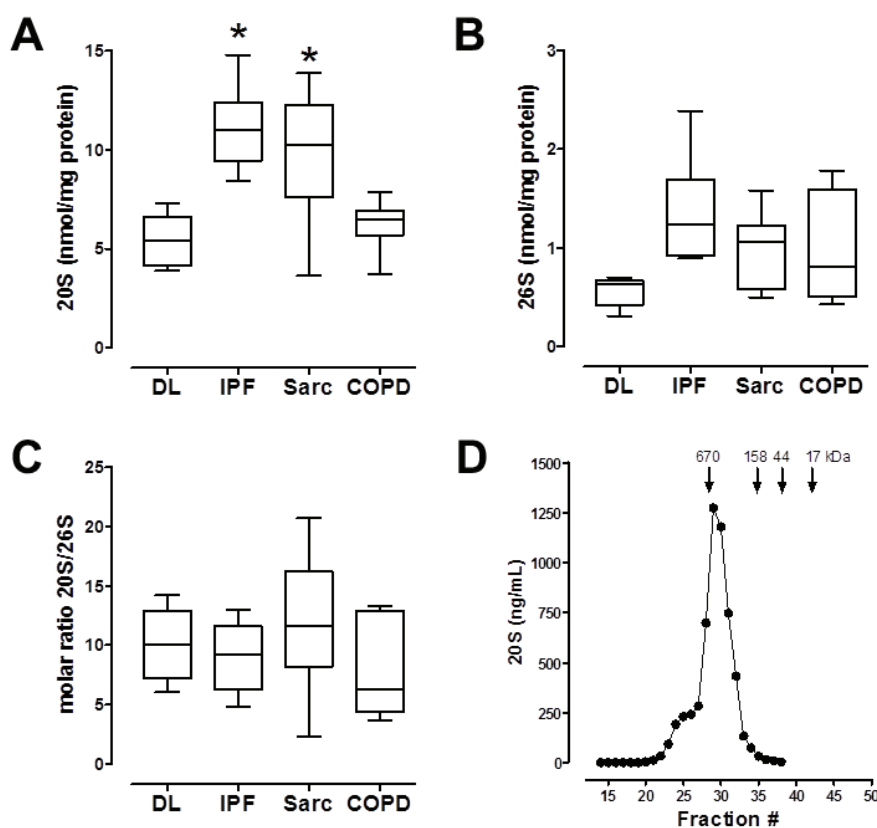 A
20S (nmol/mg protein)
15
10
5
0
* *
DL IPF Sarc COPD
B
26S (nmol/mg protein)
3
2
1
0
DL IPF Sarc COPD
C
molar ratio 20S/26S
25
20
15
10
5
0
DL IPF Sarc COPD
D
670 158 44 17 kDa
20S (ng/mL)
1500
1250
1000
750
500
250
0
15 20 25 30 35 40 45 50
Fraction #